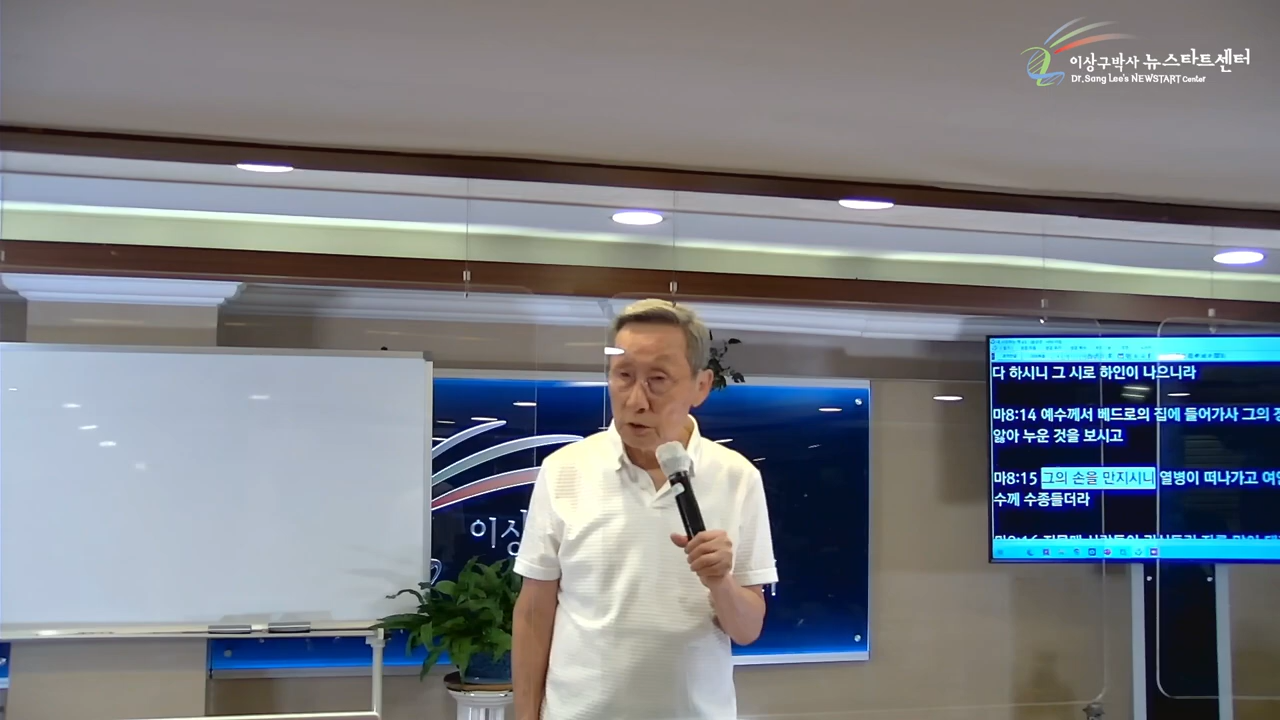 이상구박사 뉴스타트센터
Dr. Sang Lee's NEWSTART Center
다 하시니 그 시로 하인이 나으니라
마8:14 예수께서 베드로의 집에 들어가사 그의
앓아 누운 것을 보시고
마8:15 그의 손을 만지시니 열병이 떠나가고
수께 수종들더라
이상